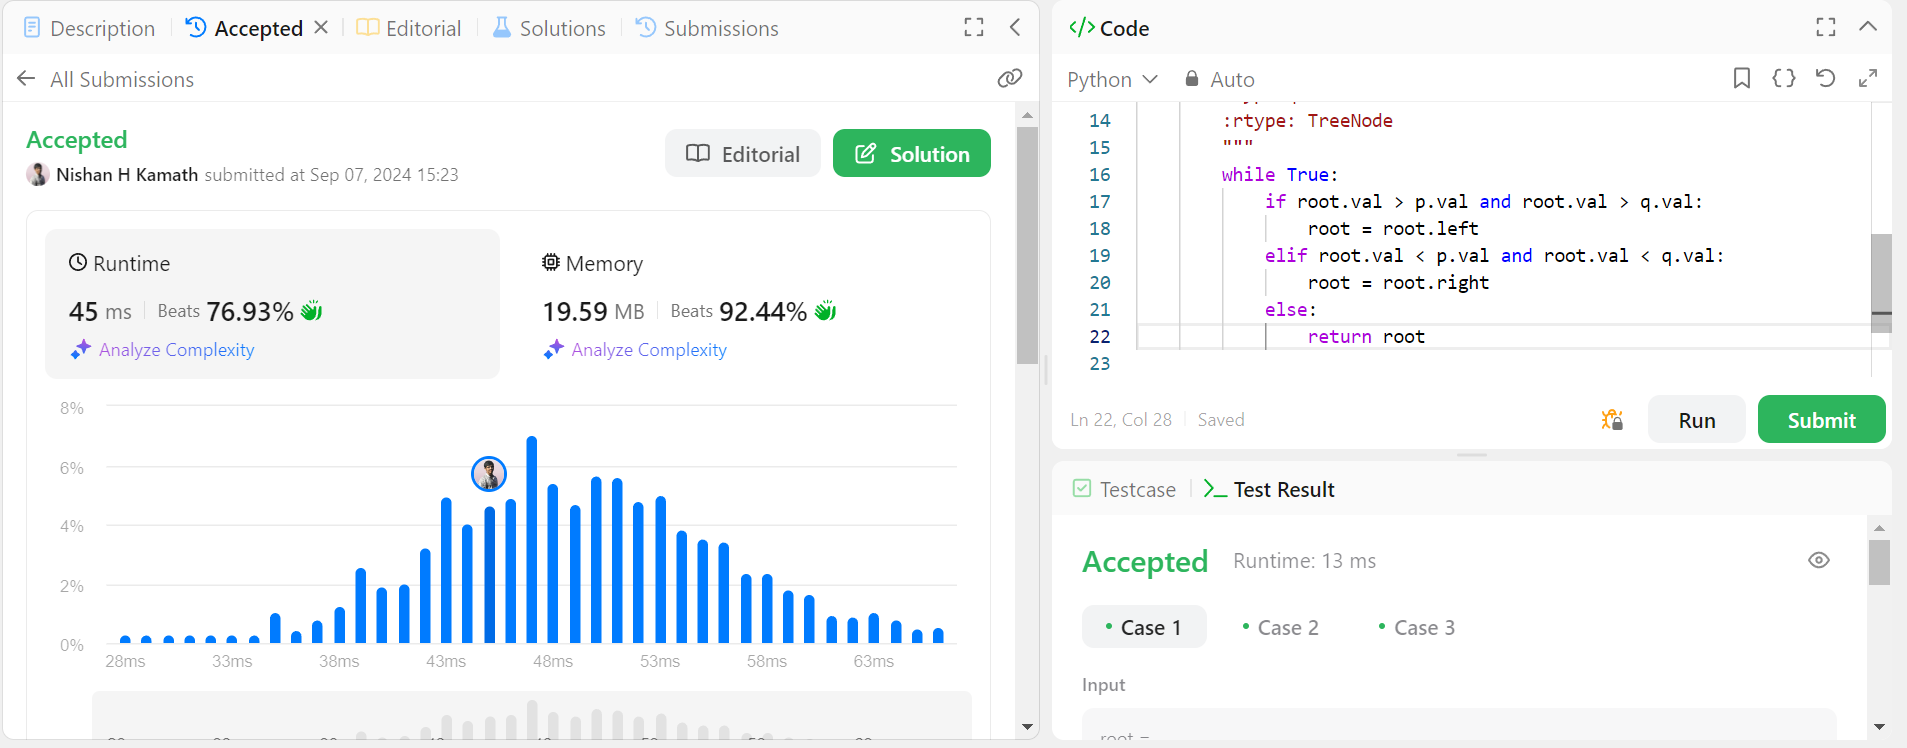 Description
Accepted
Editorial
Solutions
Submissions
All Submissions
Accepted
Nishan H Kamath submitted at Sep 07, 2024 15:23
Editorial
Solution
Runtime
45 ms
Beats 76.93%
Analyze Complexity
Memory
19.59 MB
Beats 92.44%
Analyze Complexity
8%
6%
4%
2%
0%
28ms 33ms 38ms 43ms 48ms 53ms 58ms 63ms
</> Code
Python
Auto
14 :rtype: TreeNode
15 """
16 while True:
17 if root.val > p.val and root.val > q.val:
18 root = root.left
19 elif root.val < p.val and root.val < q.val:
20 root = root.right
21 else:
22 return root
23
Ln 22, Col 28
Saved
Run
Submit
Testcase
Test Result
Accepted
Runtime: 13 ms
Case 1
Case 2
Case 3
Input
root =